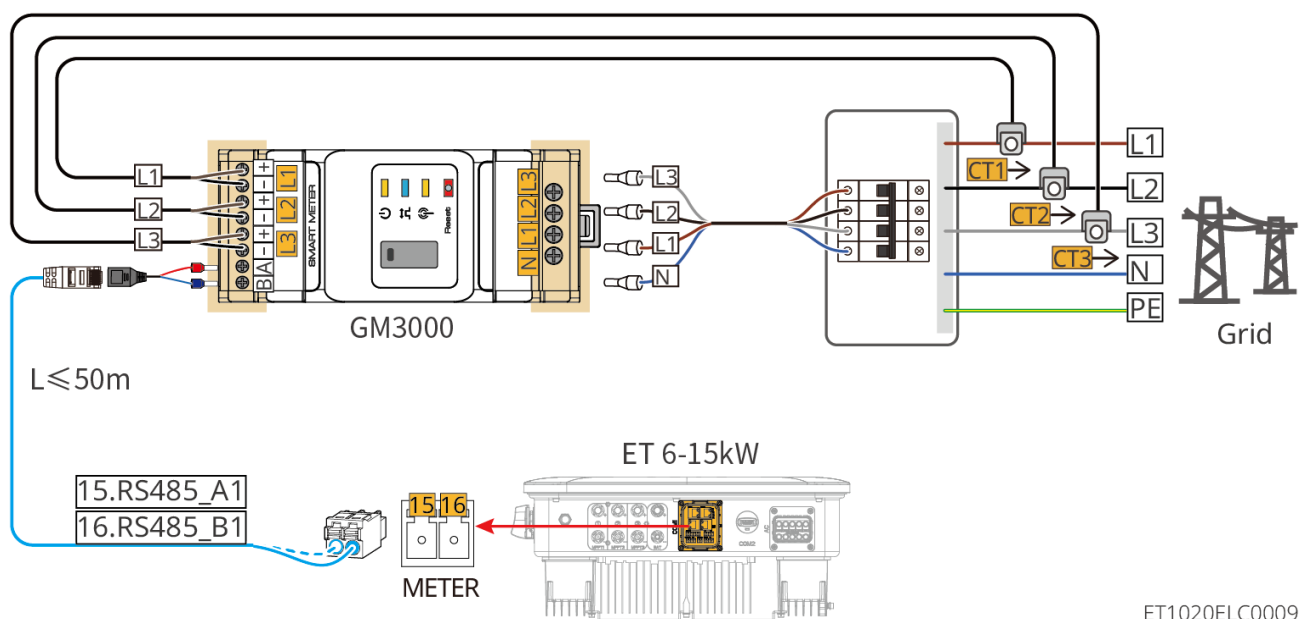 L1
L2
L3
+
-
+
-
+
-
A
B
L1
L2
L3
SMART METER
Reset
L3
L2
L1
N
GM3000
L3
L2
L1
N
CT1
CT2
CT3
L1
L2
L3
N
PE
Grid
L≤50m
ET 6-15kW
15.RS485_A1
16.RS485_B1
15 16
METER
COM2
AC
ET1020ELC0009